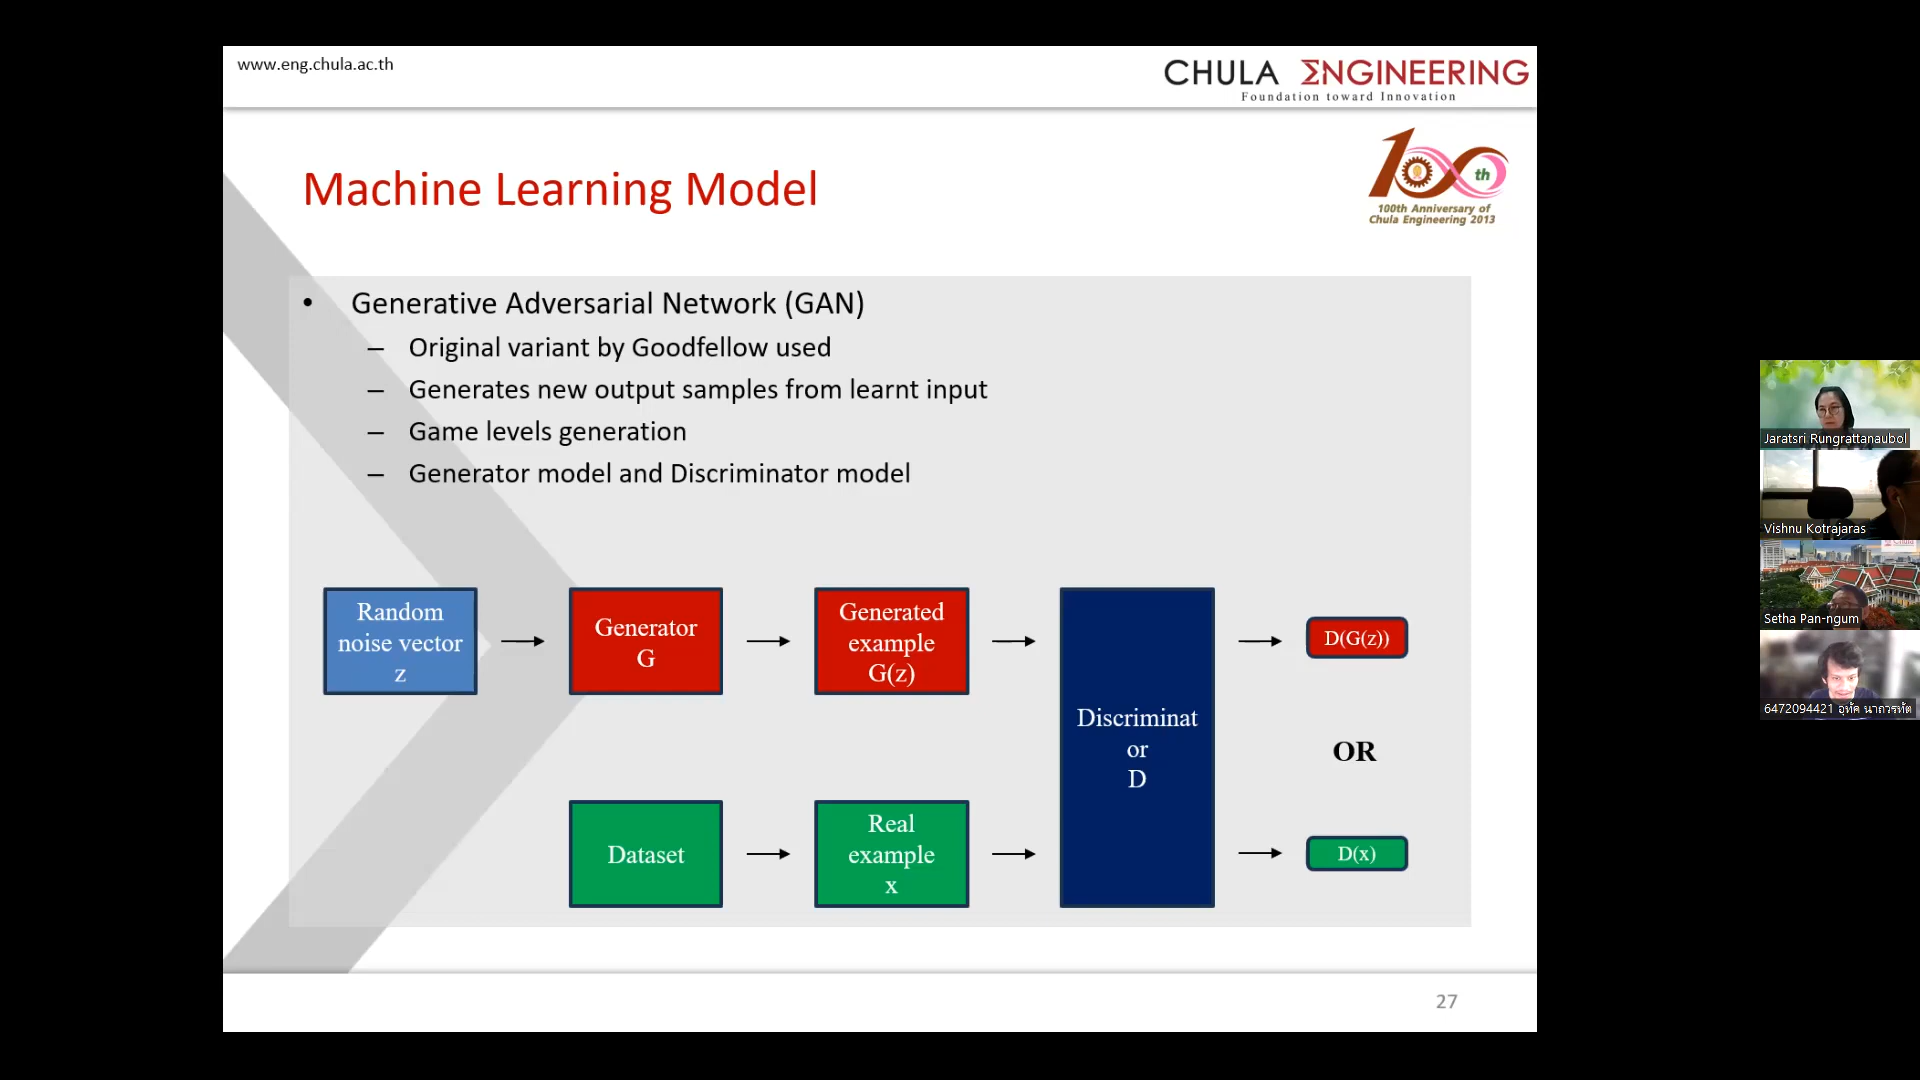 www.eng.chula.ac.th
CHULA ΣNGINEERING
Foundation toward Innovation
100th
100th Anniversary of
Chula Engineering 2013
Machine Learning Model
• Generative Adversarial Network (GAN)
– Original variant by Goodfellow used
– Generates new output samples from learnt input
– Game levels generation
– Generator model and Discriminator model
Random
noise vector
z
Generator
G
Generated
example
G(z)
Discriminat
or
D
D(G(z))
OR
Dataset
Real
example
x
D(x)
27
Jaratsri Rungrattanaubol
Vishnu Kotrajaras
Setha Pan-ngum
6472094421